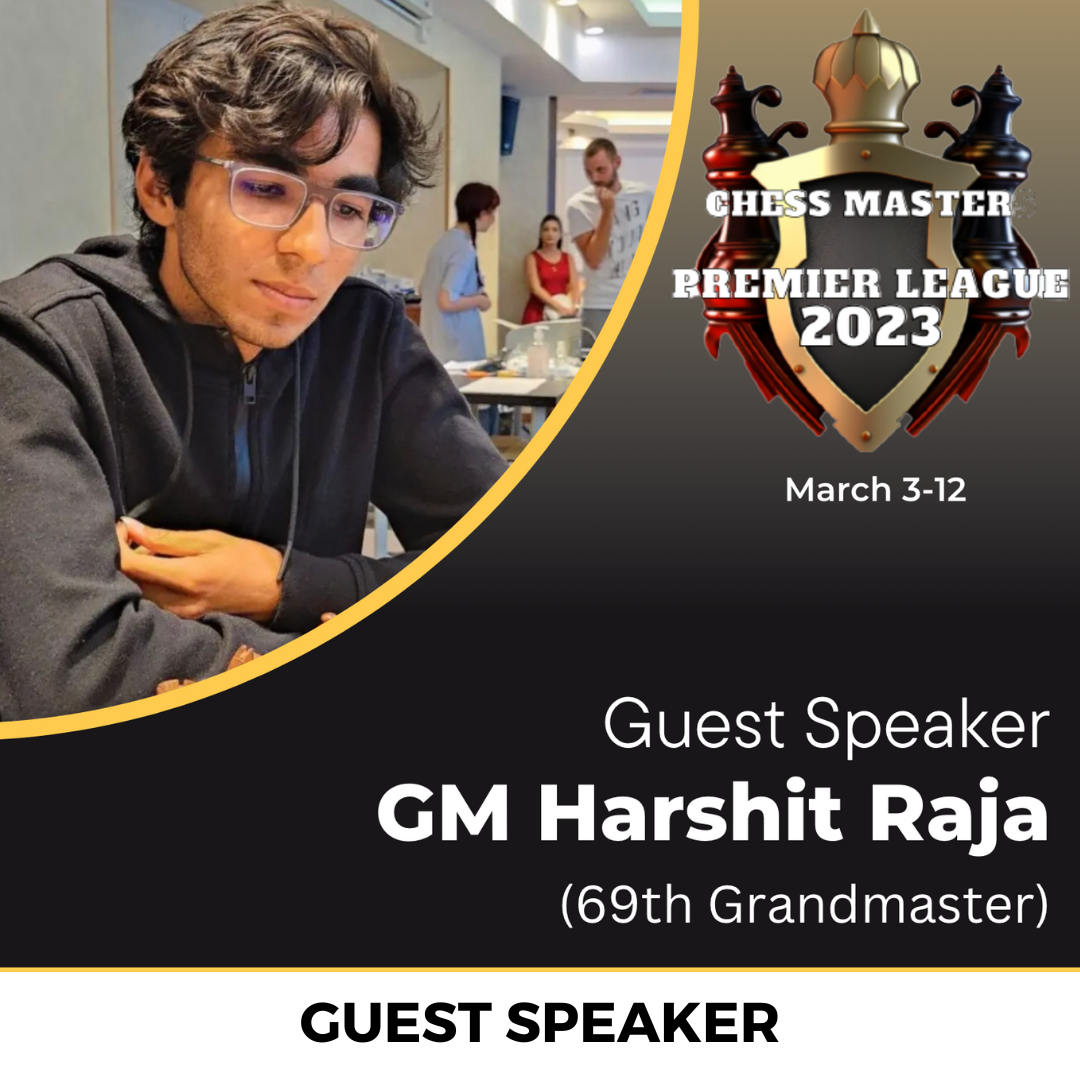 CHESS MASTER
PREMIER LEAGUE
2023
March 3-12
Guest Speaker
GM Harshit Raja
(69th Grandmaster)
GUEST SPEAKER